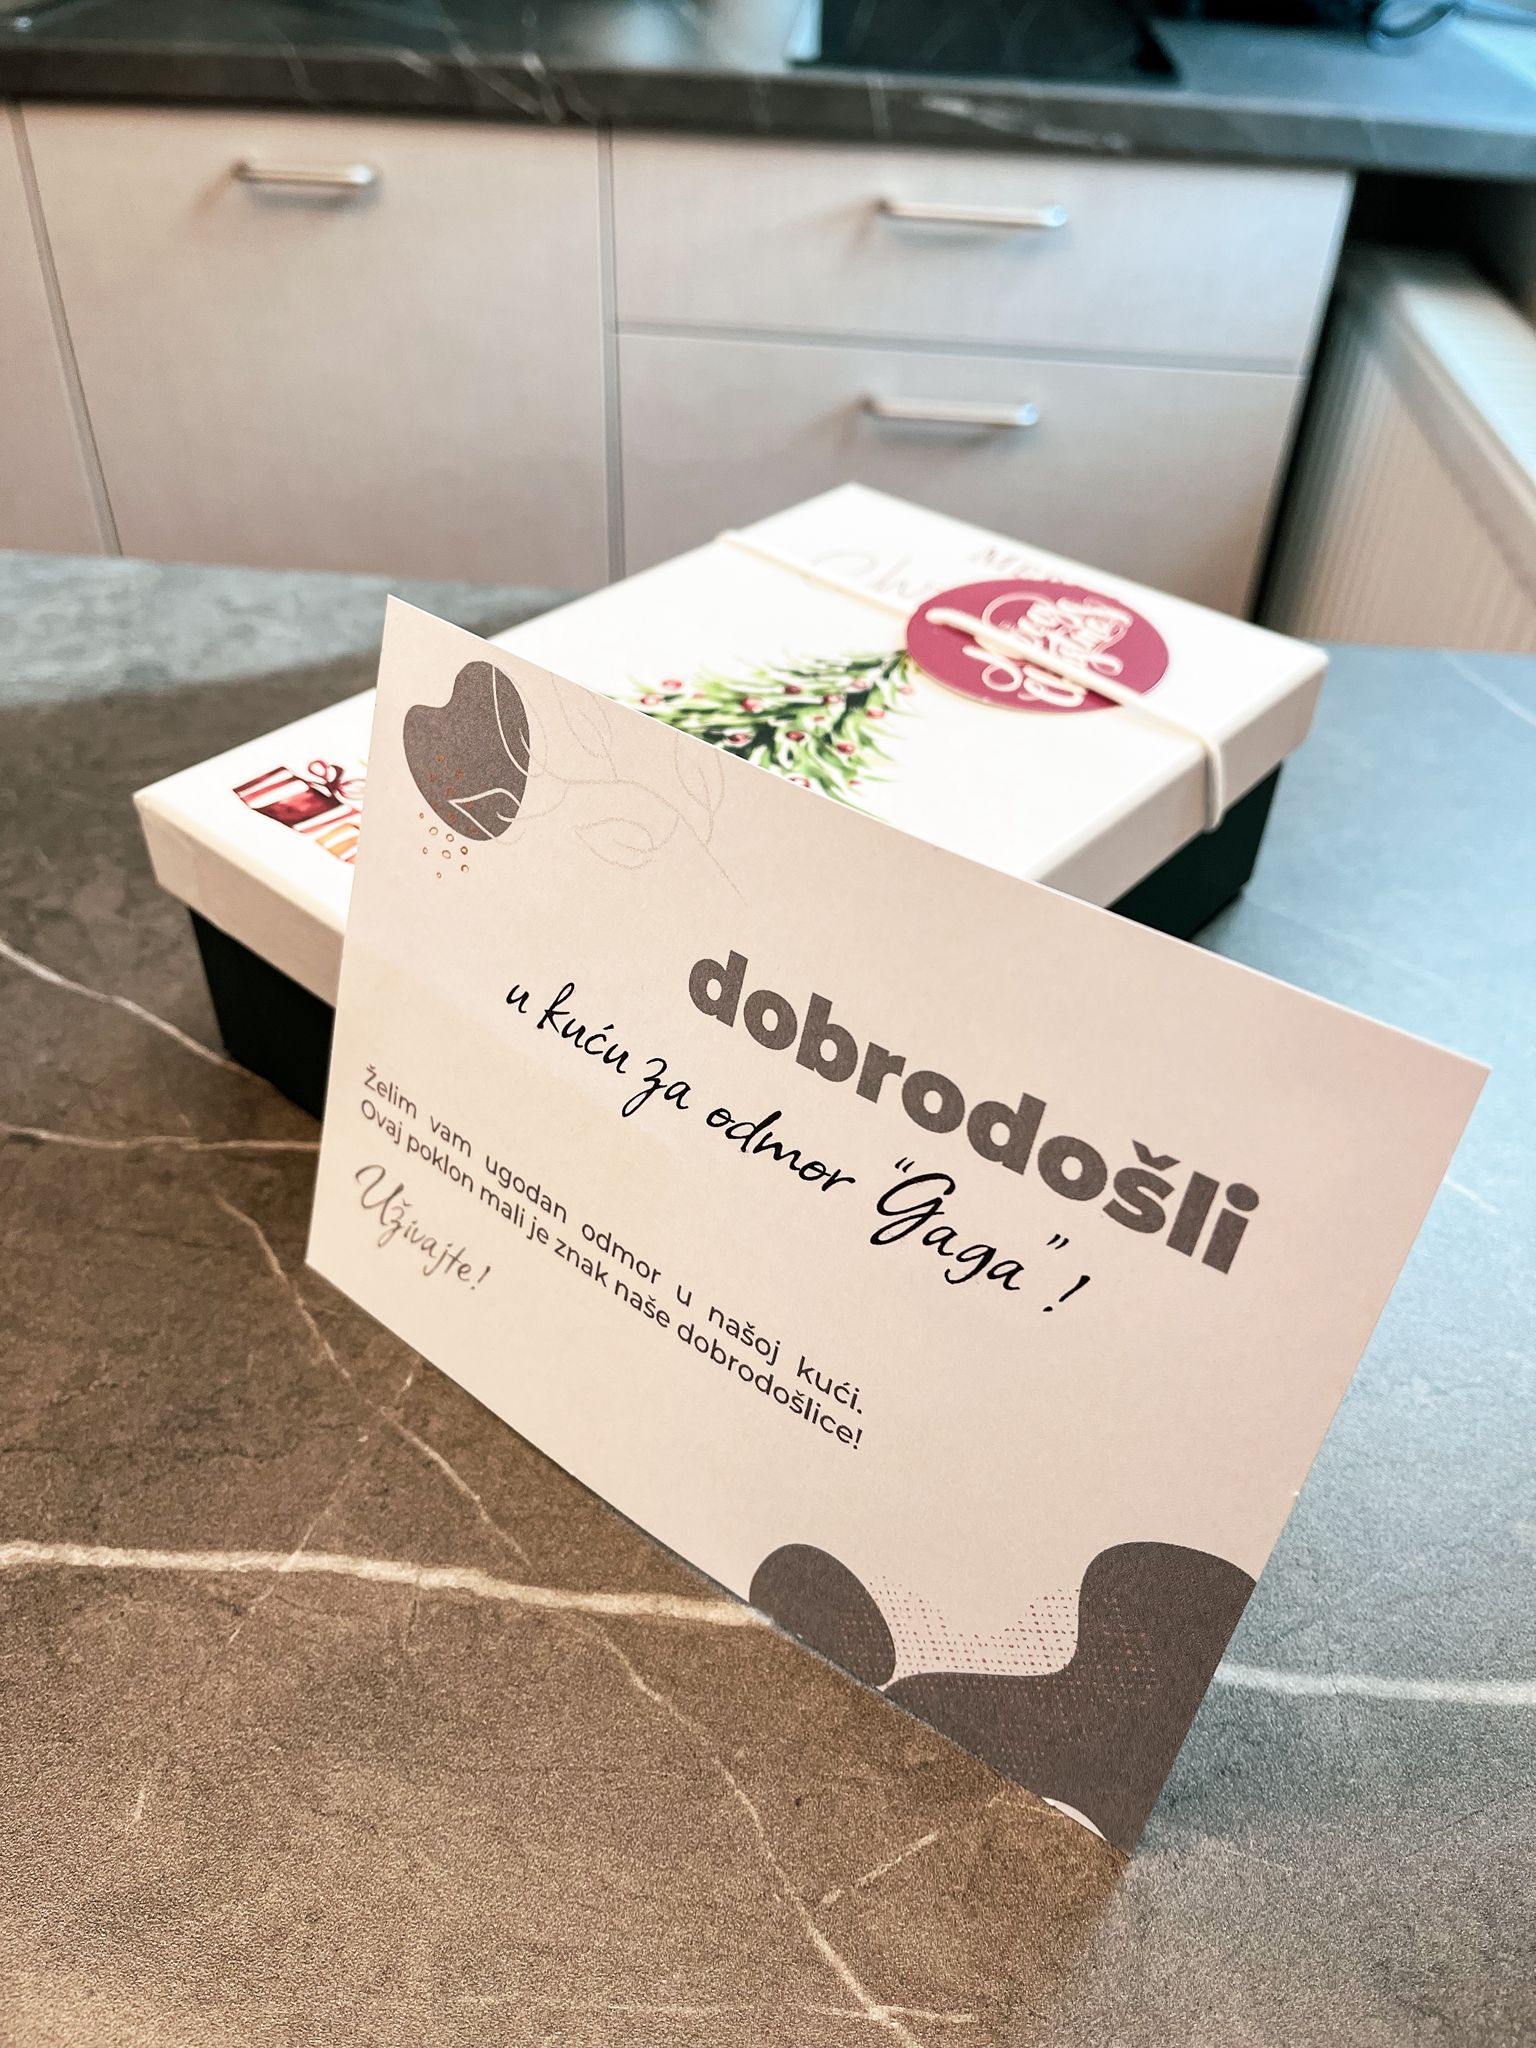 dobrodošli
u kuću za odmor "Gaga"!
Želim vam ugodan odmor u našoj kući.
Ovaj poklon mali je znak naše dobrodošlice!
Uživajte!